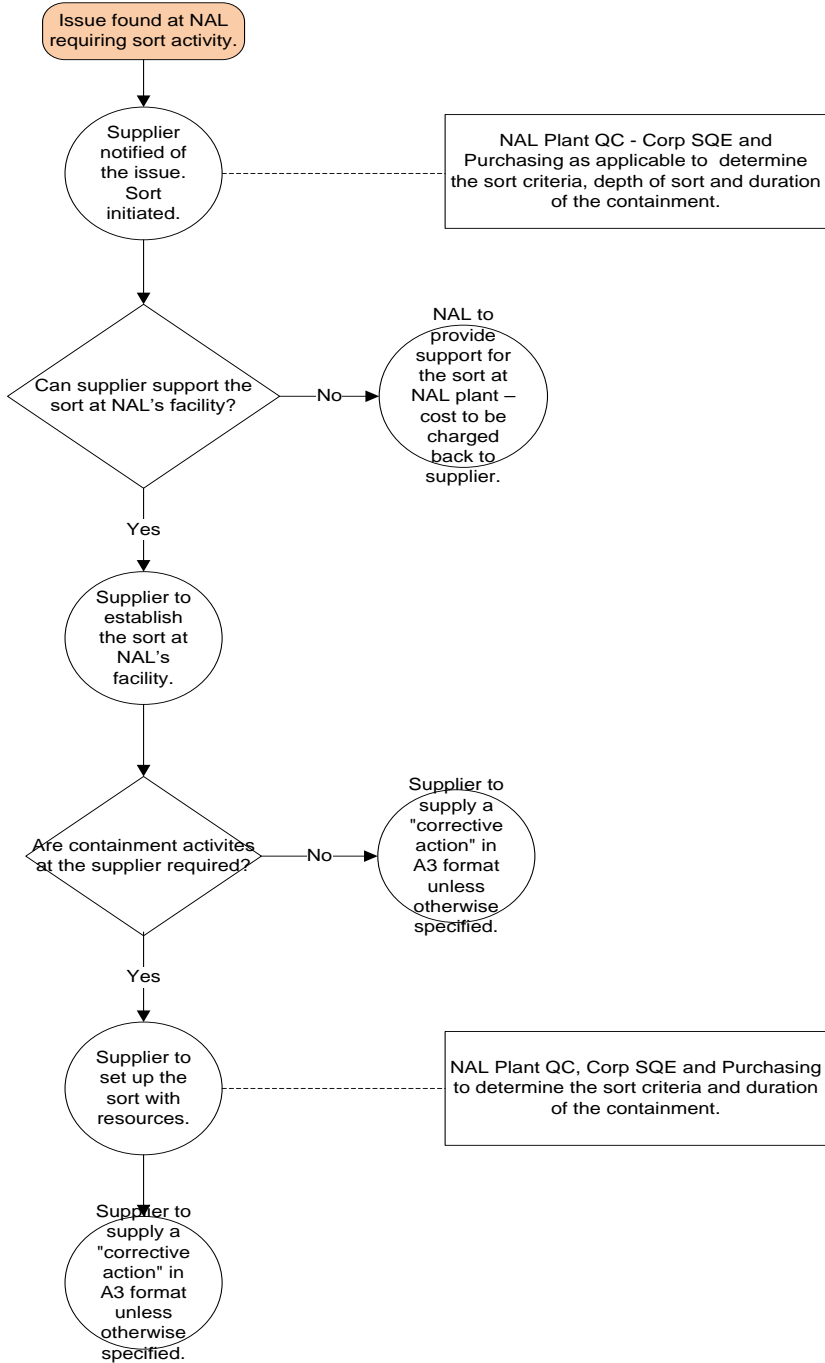 Issue found at NAL
requiring sort activity.
Supplier
notified of
the issue.
Sort
initiated.
NAL Plant QC - Corp SQE and
Purchasing as applicable to determine
the sort criteria, depth of sort and duration
of the containment.
Can supplier support the
sort at NAL's facility?
No
NAL to
provide
support for
the sort at
NAL plant –
cost to be
charged
back to
supplier.
Yes
Supplier to
establish
the sort at
NAL's
facility.
Are containment activites
at the supplier required?
No
Supplier to
supply a
"corrective
action" in
A3 format
unless
otherwise
specified.
Yes
Supplier to
set up the
sort with
resources.
NAL Plant QC, Corp SQE and Purchasing
to determine the sort criteria and duration
of the containment.
Supplier to
supply a
"corrective
action" in
A3 format
unless
otherwise
specified.